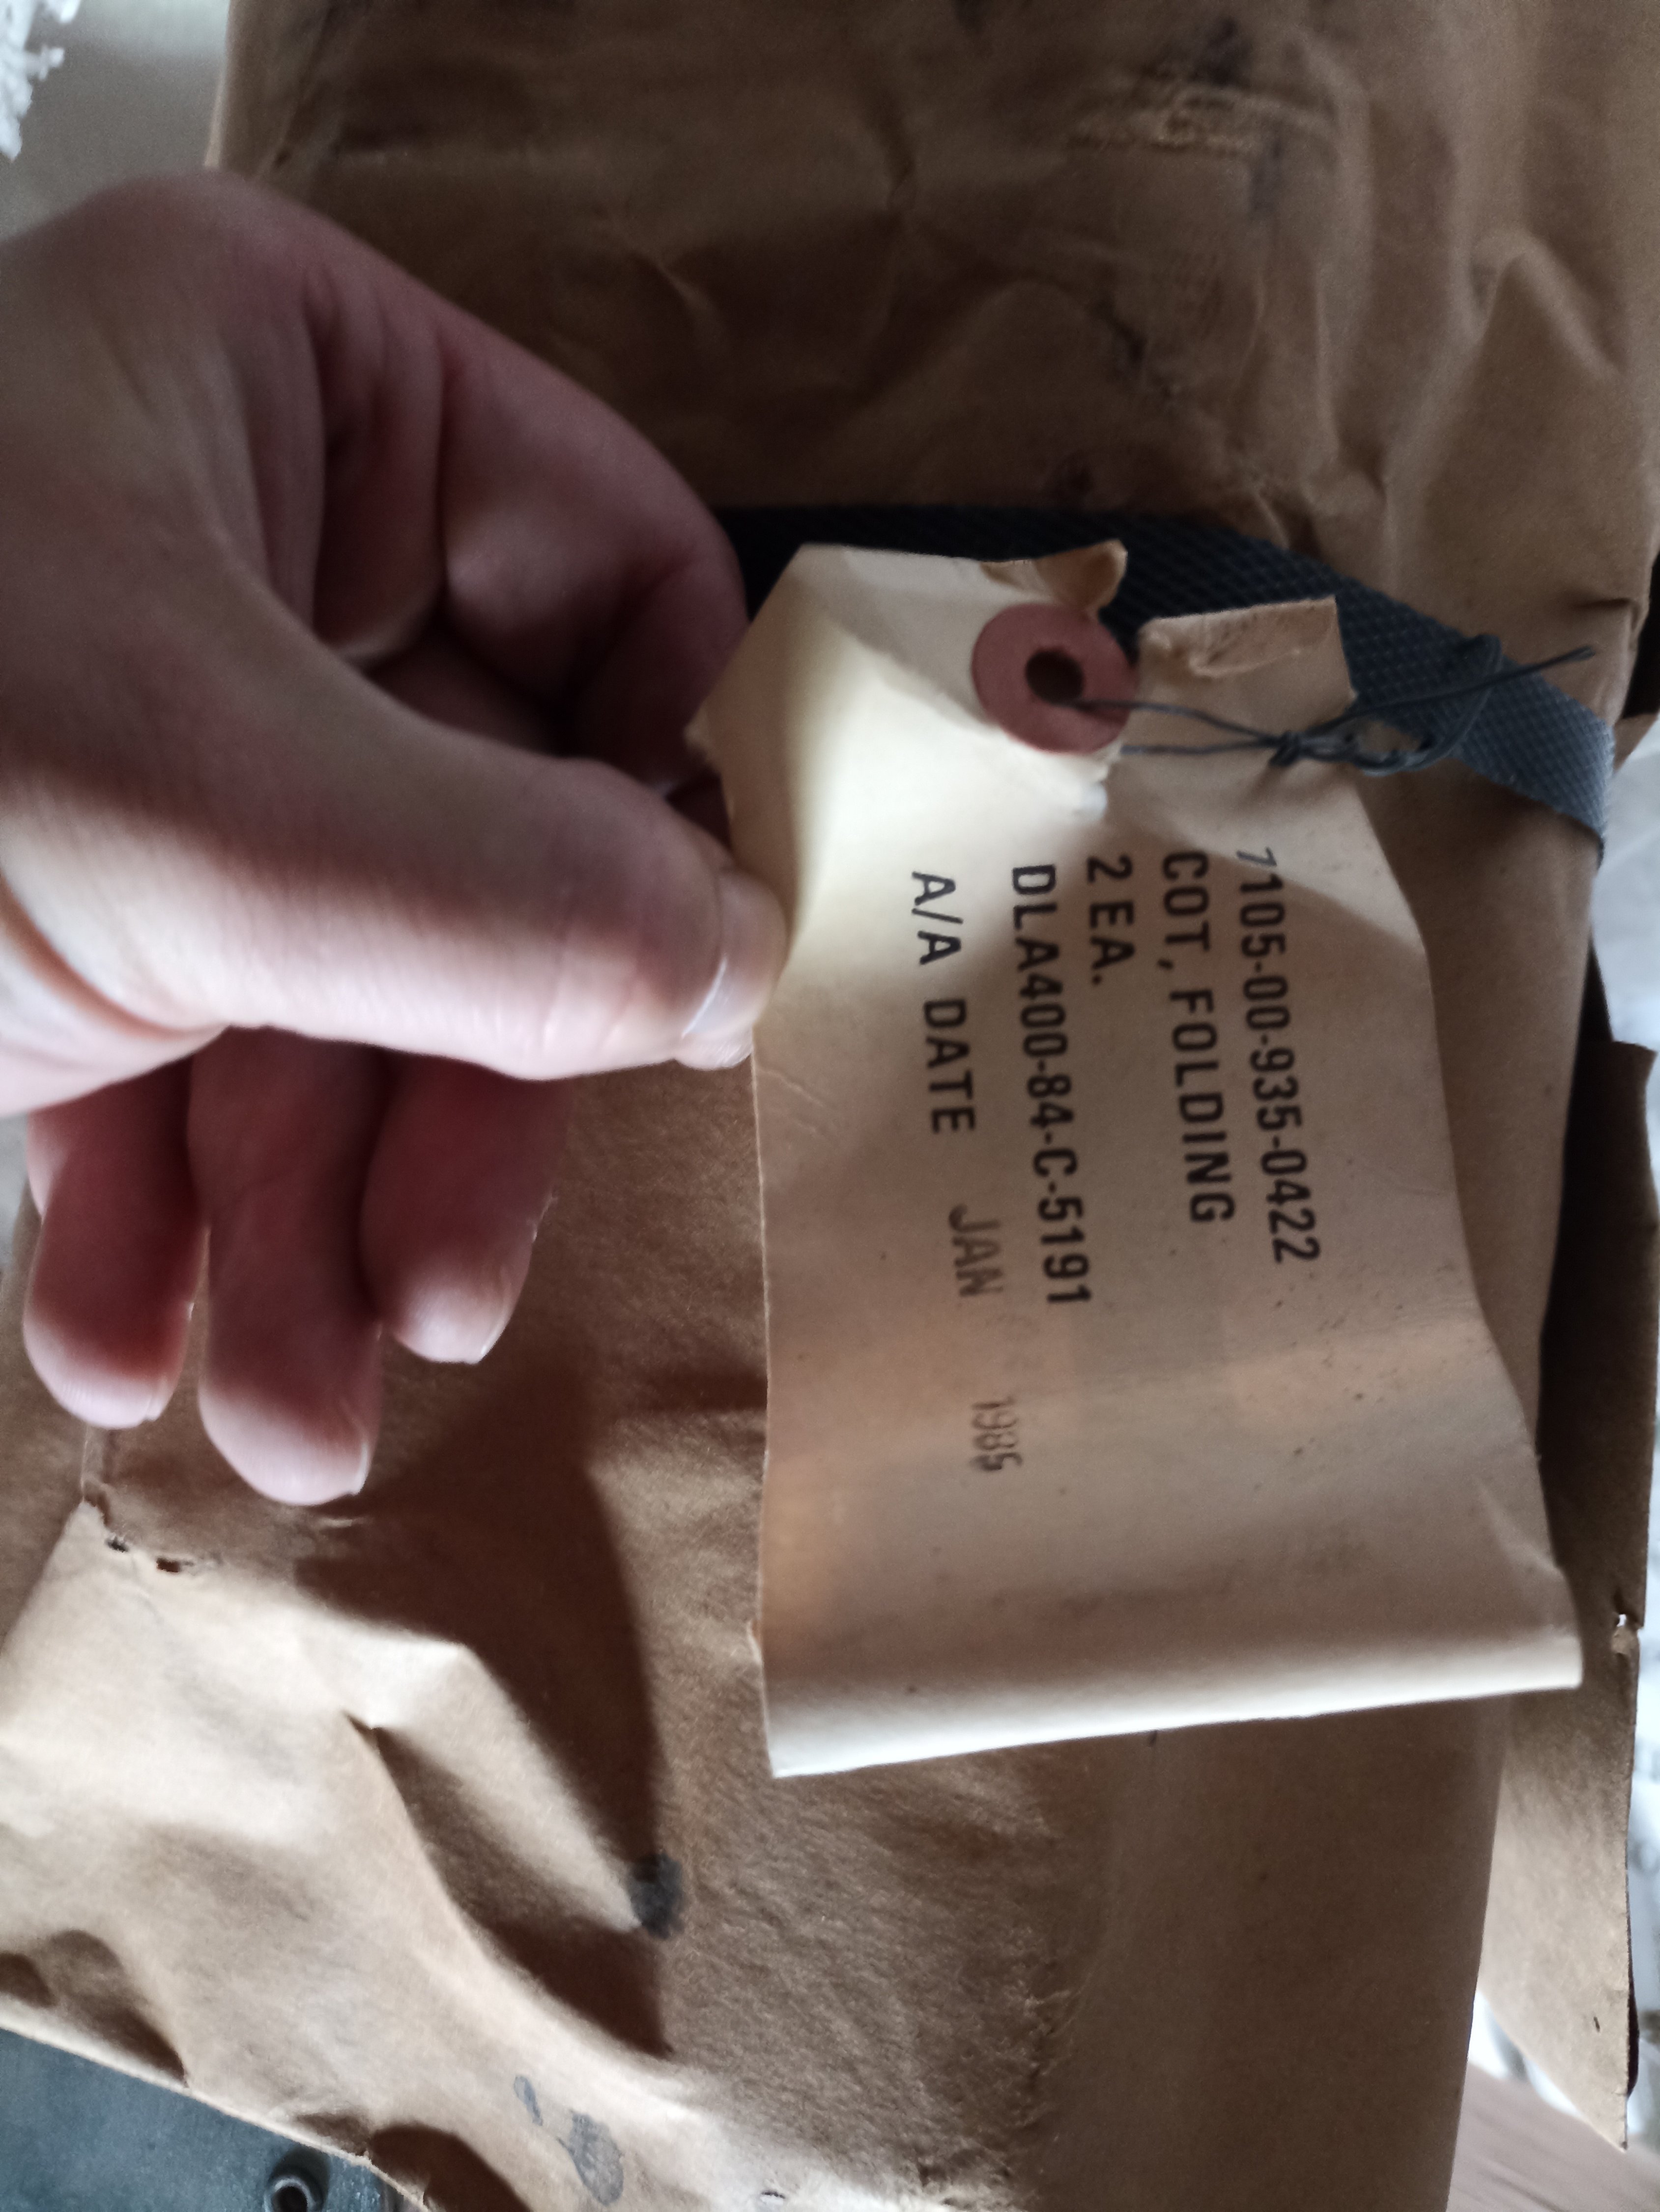 7105-00-935-0422
COT, FOLDING
2 EA.
DLA400-84-C-5191
A/A DATE JAN 1985